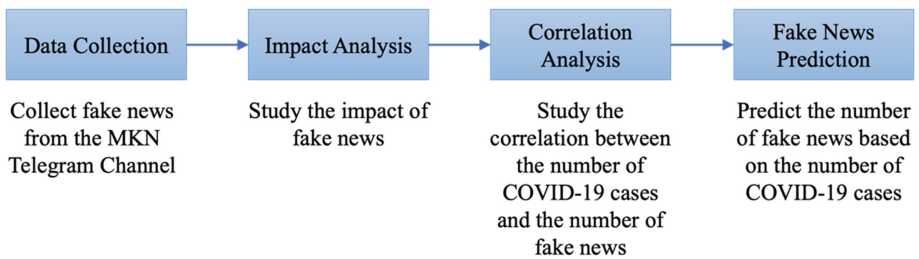 Data Collection
Collect fake news
from the MKN
Telegram Channel
Impact Analysis
Study the impact of
fake news
Correlation
Analysis
Study the
correlation between
the number of
COVID-19 cases
and the number of
fake news
Fake News
Prediction
Predict the number
of fake news based
on the number of
COVID-19 cases